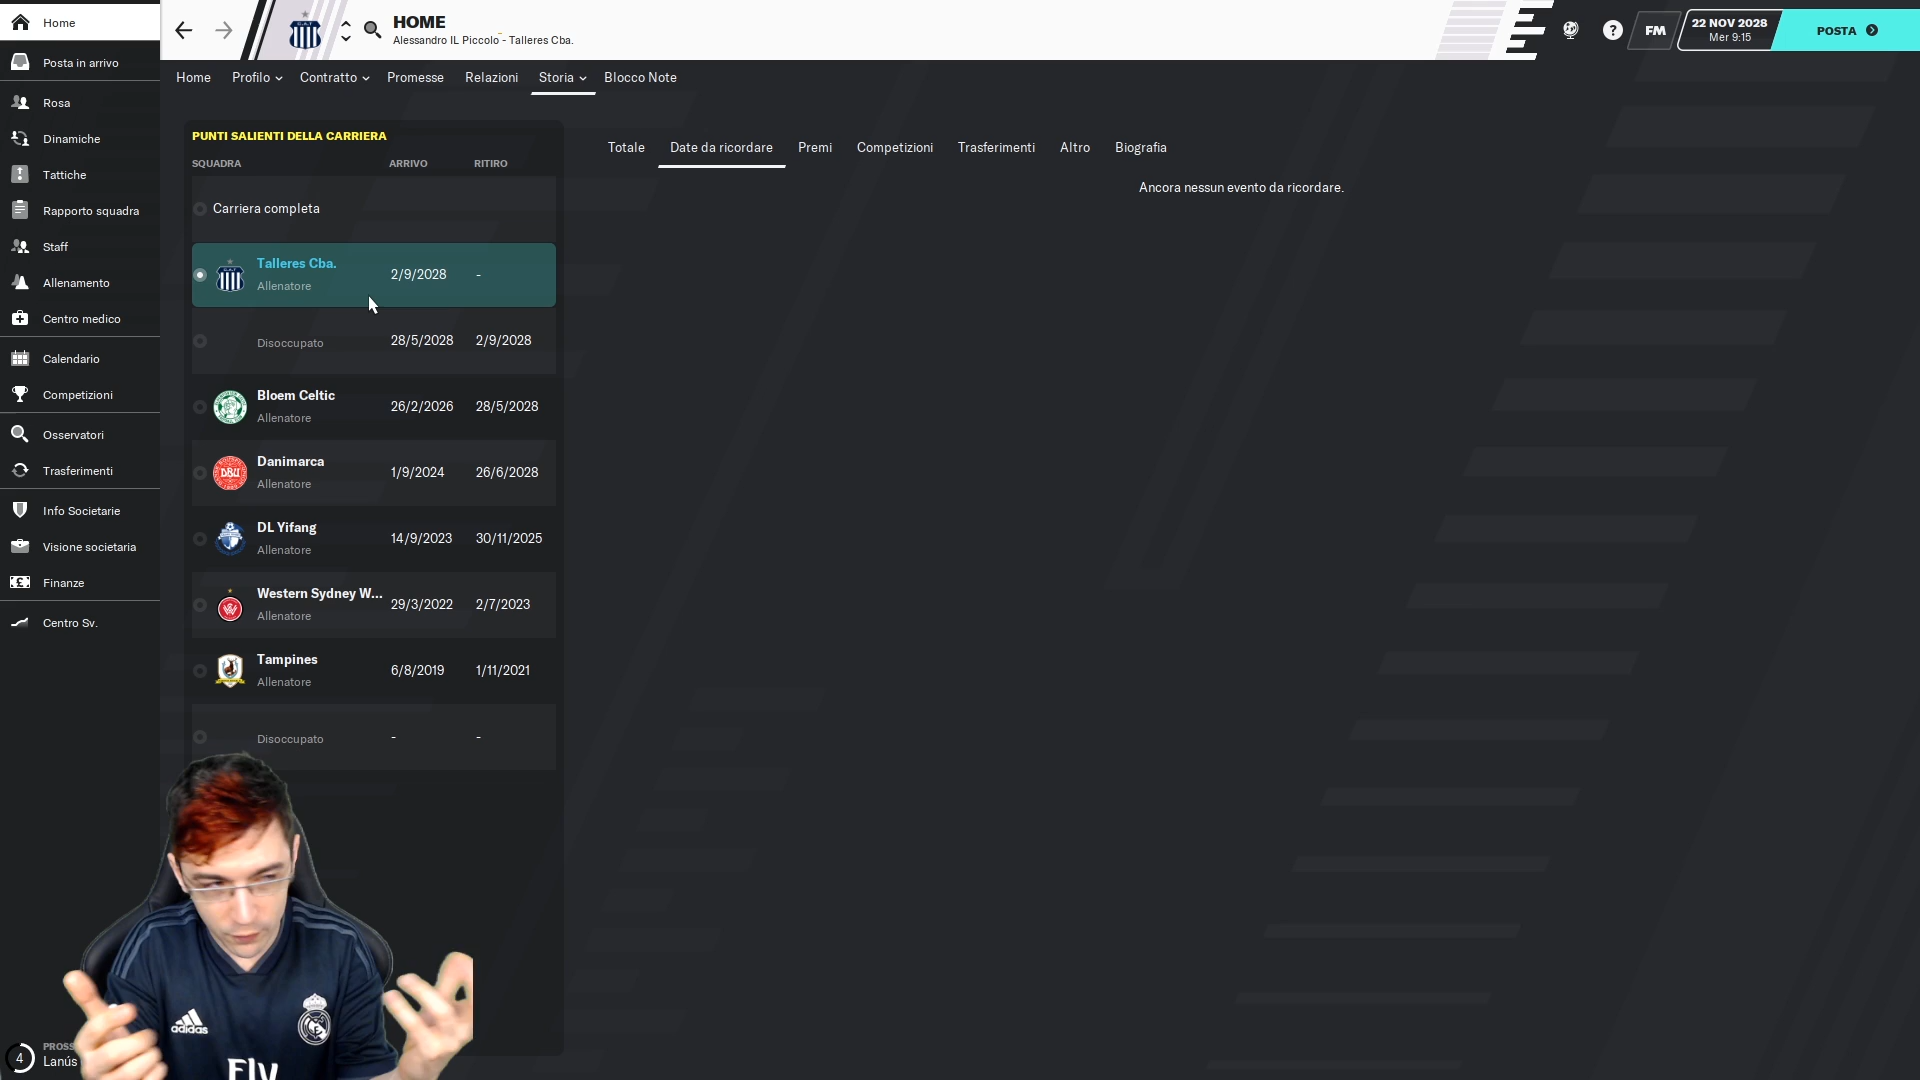 Home
Posta in arrivo
Rosa
Dinamiche
Tattiche
Rapporto squadra
Staff
Allenamento
Centro medico
Calendario
Competizioni
Osservatori
Trasferimenti
Info Societarie
Visione societaria
Finanze
Centro Sv.
4
PROSS
Lanús
HOME
Alessandro IL Piccolo - Talleres Cba.
FM
22 NOV 2028
Mer 9:15
POSTA
Home Profilo Contratto Promesse Relazioni Storia Blocco Note
PUNTI SALIENTI DELLA CARRIERA
SQUADRA ARRIVO RITIRO
Carriera completa
Talleres Cba.
Allenatore
2/9/2028 -
Disoccupato 28/5/2028 2/9/2028
Bloem Celtic
Allenatore
26/2/2026 28/5/2028
Danimarca
Allenatore
1/9/2024 26/6/2028
DL Yifang
Allenatore
14/9/2023 30/11/2025
Western Sydney W...
Allenatore
29/3/2022 2/7/2023
Tampines
Allenatore
6/8/2019 1/11/2021
Disoccupato - -
Totale Date da ricordare Premi Competizioni Trasferimenti Altro Biografia
Ancora nessun evento da ricordare.
adidas
Fly